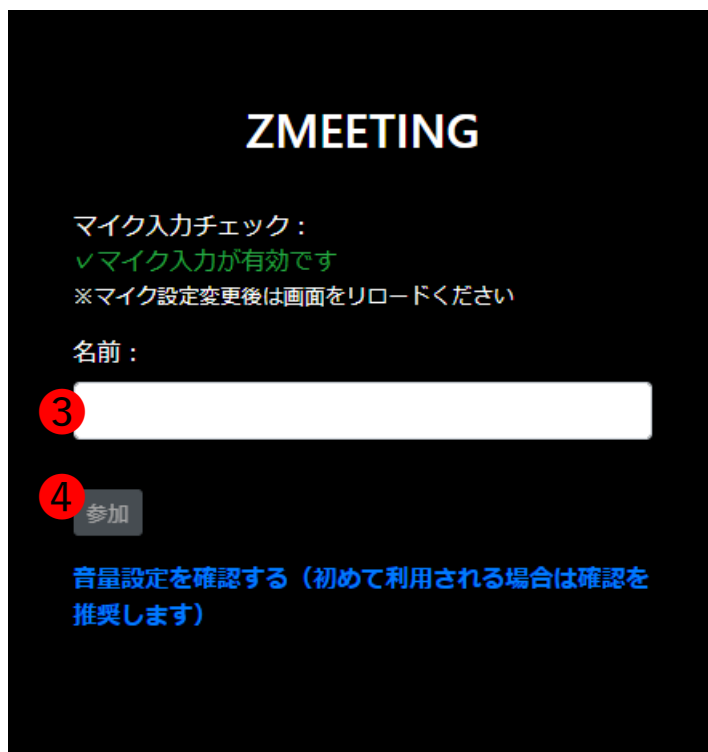 ZMEETING
マイク入力チェック：
✓マイク入力が有効です
※マイク設定変更後は画面をリロードください
名前：
3
4
参加
音量設定を確認する（初めて利用される場合は確認を
推奨します）